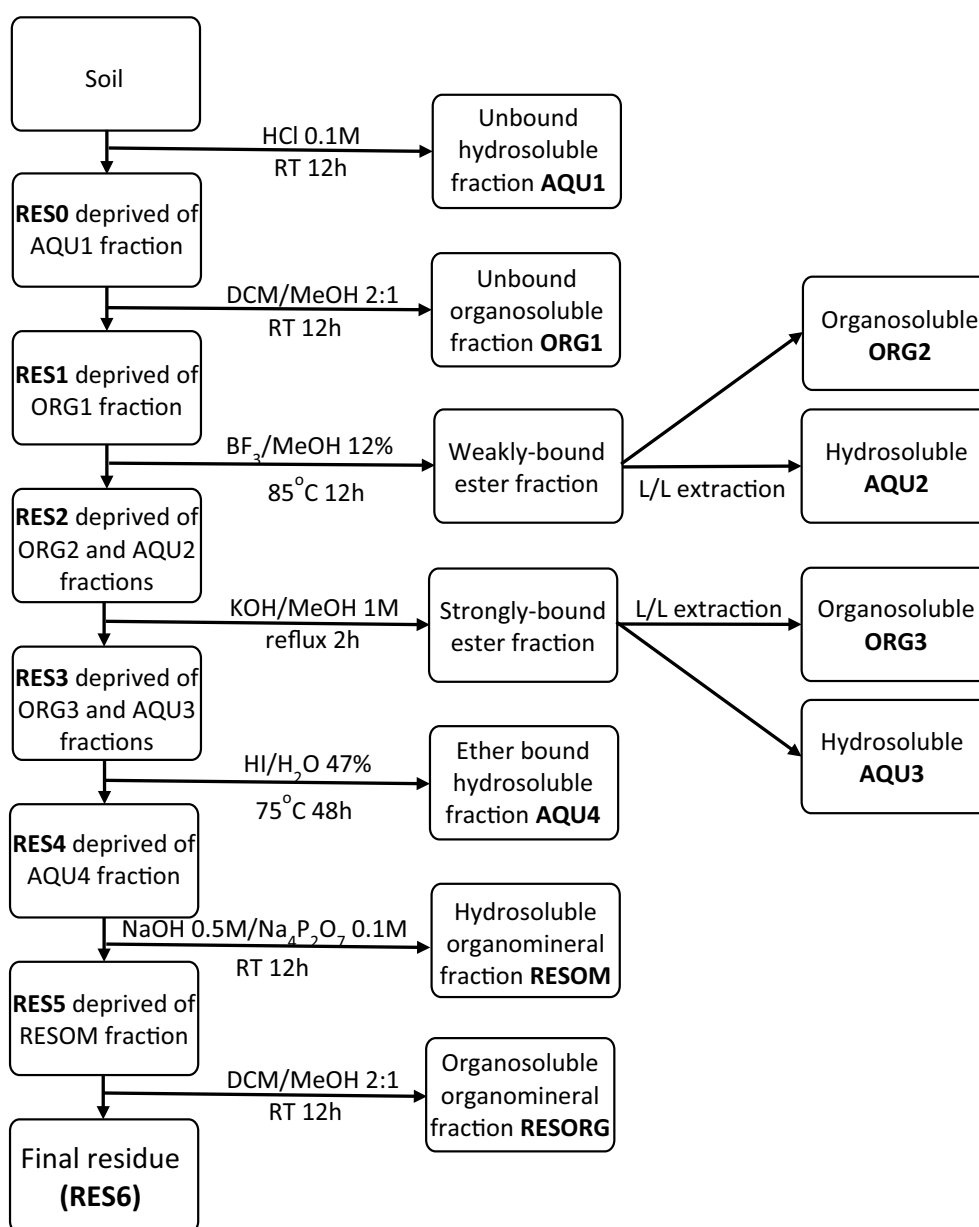 Soil
HCl 0.1M
RT 12h
Unbound
hydrosoluble
fraction AQU1
RES0 deprived of
AQU1 fraction
DCM/MeOH 2:1
RT 12h
Unbound
organosoluble
fraction ORG1
RES1 deprived of
ORG1 fraction
BF₃/MeOH 12%
85°C 12h
Weakly-bound
ester fraction
Organosoluble
ORG2
L/L extraction
Hydrosoluble
AQU2
RES2 deprived of
ORG2 and AQU2
fractions
KOH/MeOH 1M
reflux 2h
Strongly-bound
ester fraction
L/L extraction
Organosoluble
ORG3
Hydrosoluble
AQU3
RES3 deprived of
ORG3 and AQU3
fractions
HI/H₂O 47%
75°C 48h
Ether bound
hydrosoluble
fraction AQU4
RES4 deprived of
AQU4 fraction
NaOH 0.5M/Na₄P₂O₇ 0.1M
RT 12h
Hydrosoluble
organomineral
fraction RESOM
RES5 deprived of
RESOM fraction
DCM/MeOH 2:1
RT 12h
Organosoluble
organomineral
fraction RESORG
Final residue
(RES6)